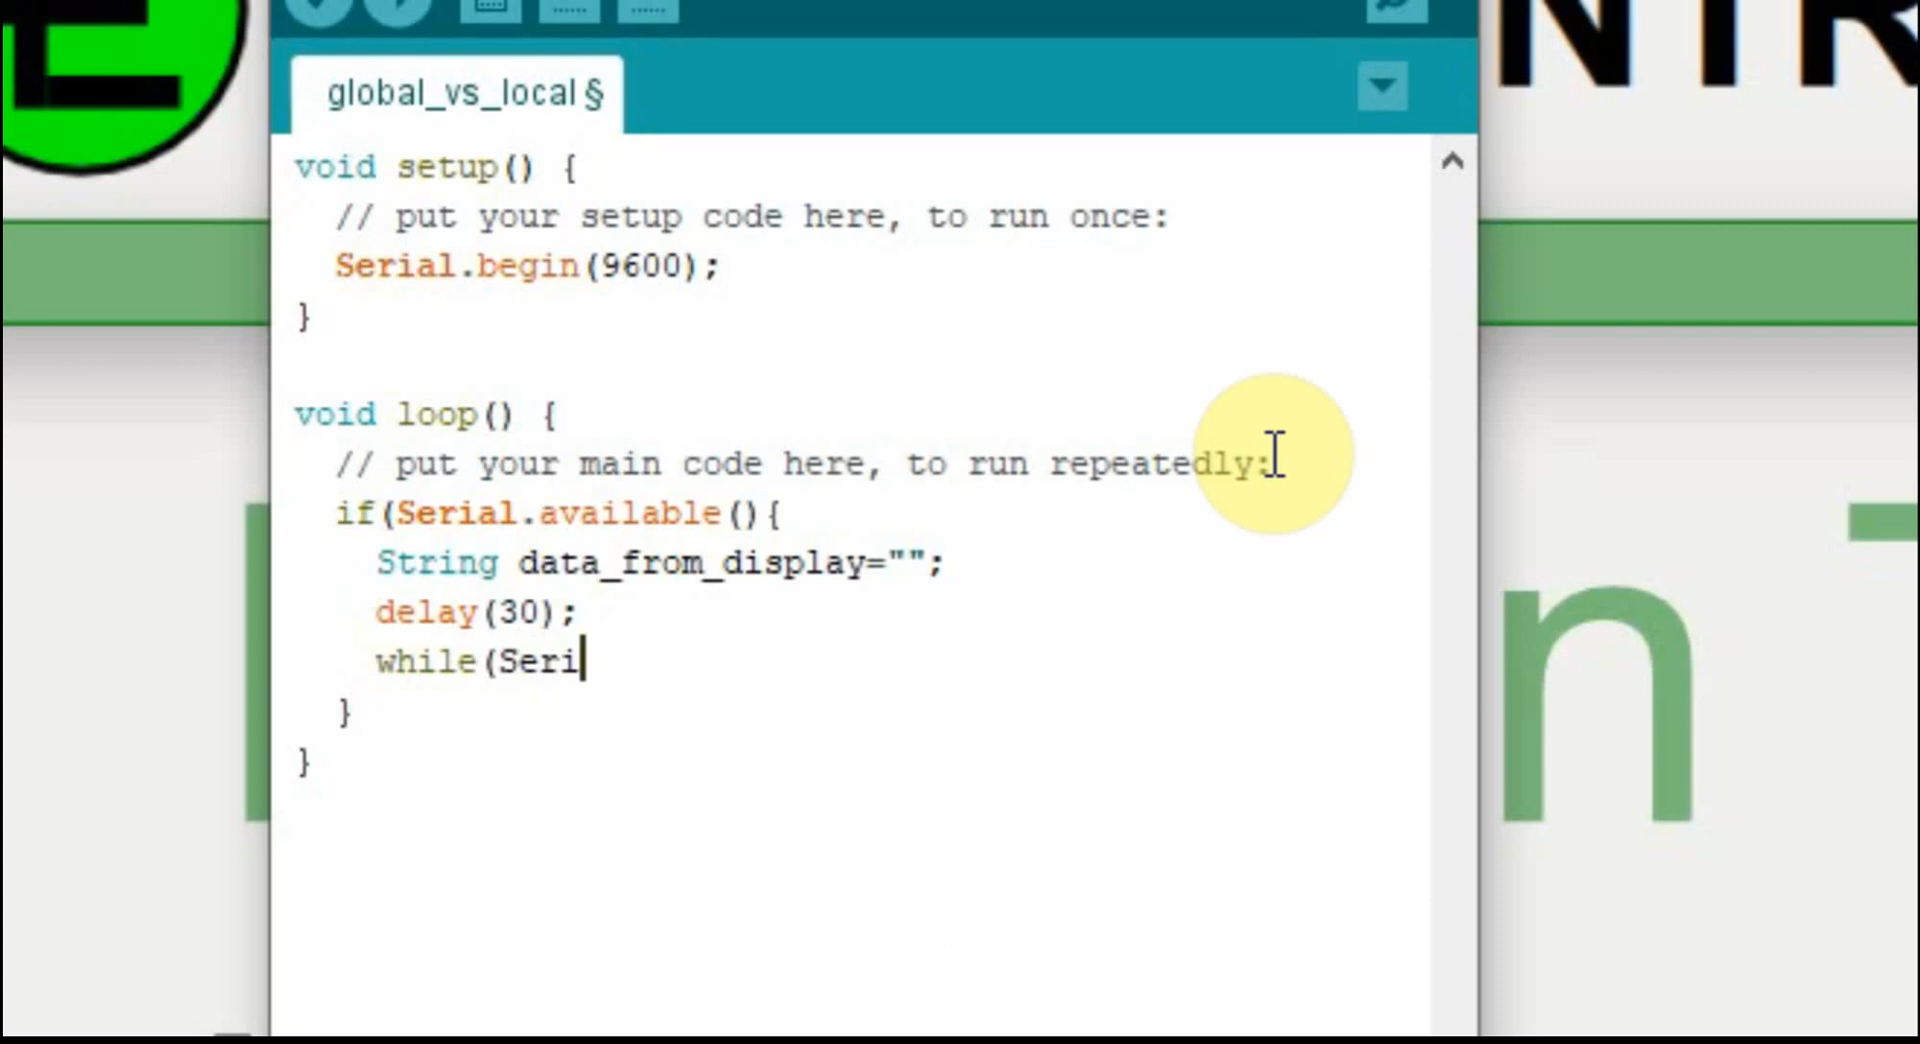 NTR
global_vs_local §
void setup() {
  // put your setup code here, to run once:
  Serial.begin(9600);
}
void loop() {
  // put your main code here, to run repeatedly:
  if(Serial.available(){
    String data_from_display="";
    delay(30);
    while(Seri
  }
}
n